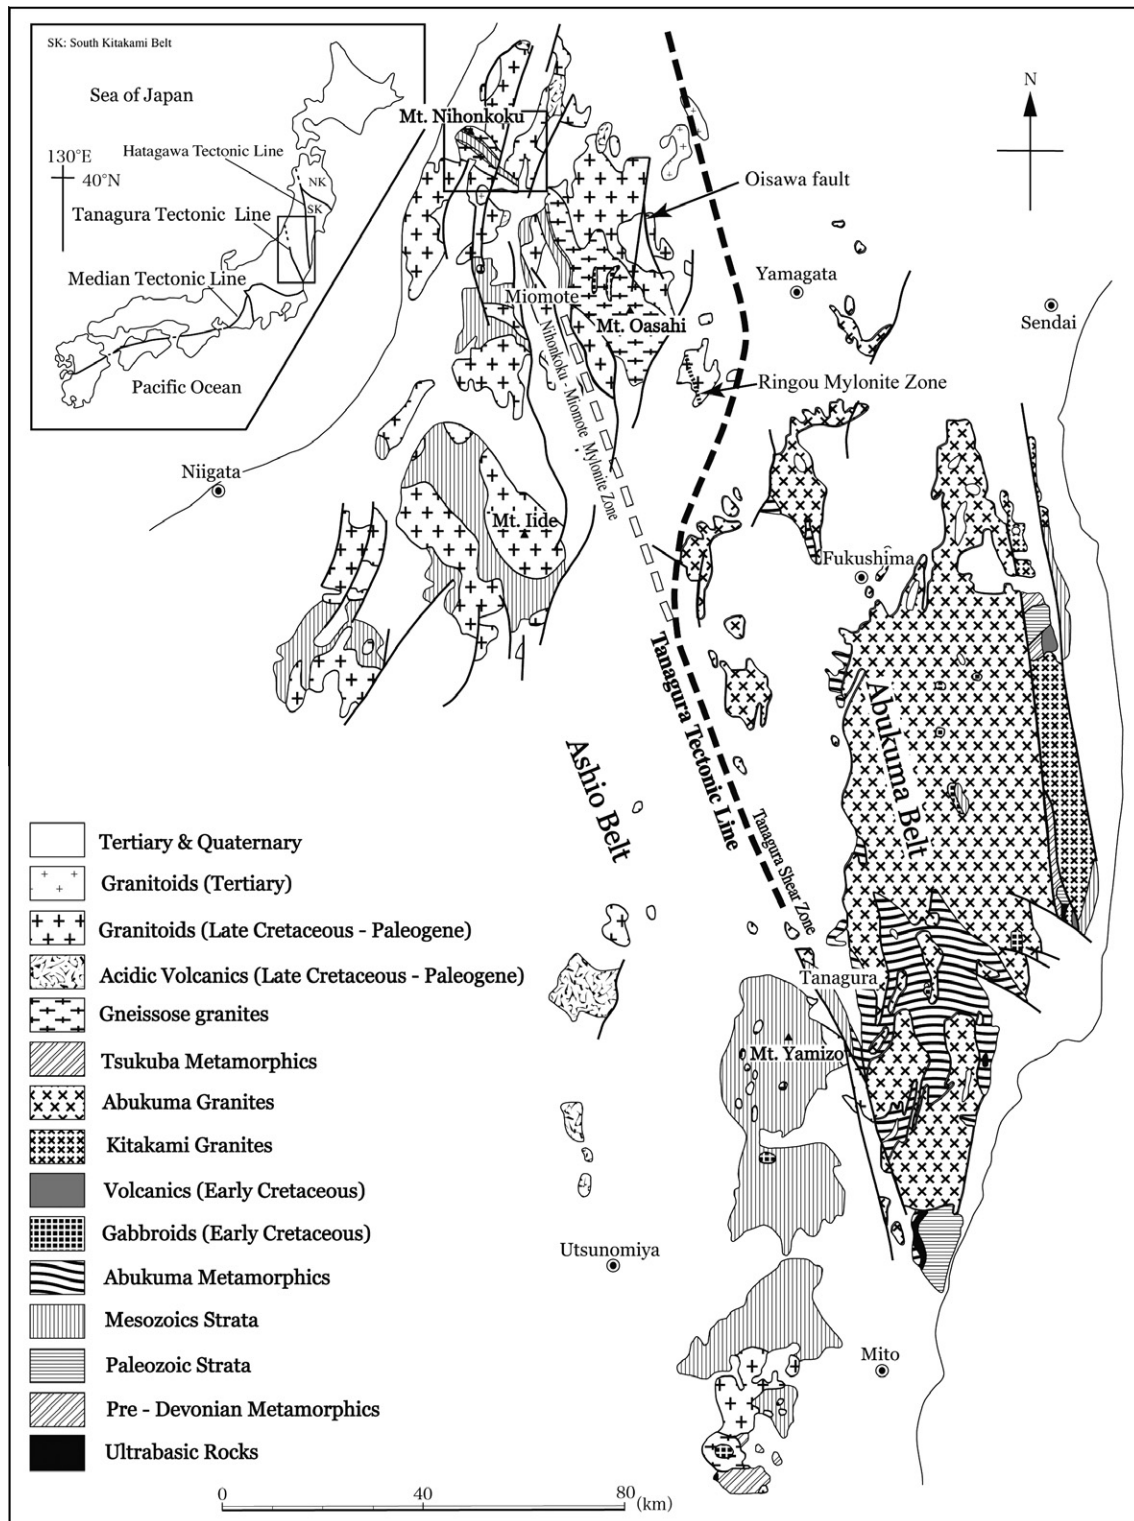 SK: South Kitakami Belt
Sea of Japan
130°E
40°N
Hatagawa Tectonic Line
NK
SK
Tanagura Tectonic Line
Median Tectonic Line
Pacific Ocean
Mt. Nihonkoku
N
Oisawa fault
Yamagata
Sendai
Miomote
Mt. Oasahi
Nihonkoku - Miomote Mylonite Zone
Ringou Mylonite Zone
Niigata
Mt. Iide
Fukushima
Tanagura Tectonic Line
Abukuma Belt
Ashio Belt
Tanagura Shear Zone
Tanagura
Mt. Yamizo
Utsunomiya
Mito
Tertiary & Quaternary
Granitoids (Tertiary)
Granitoids (Late Cretaceous - Paleogene)
Acidic Volcanics (Late Cretaceous - Paleogene)
Gneissose granites
Tsukuba Metamorphics
Abukuma Granites
Kitakami Granites
Volcanics (Early Cretaceous)
Gabbroids (Early Cretaceous)
Abukuma Metamorphics
Mesozoics Strata
Paleozoic Strata
Pre - Devonian Metamorphics
Ultrabasic Rocks
0 40 80 (km)